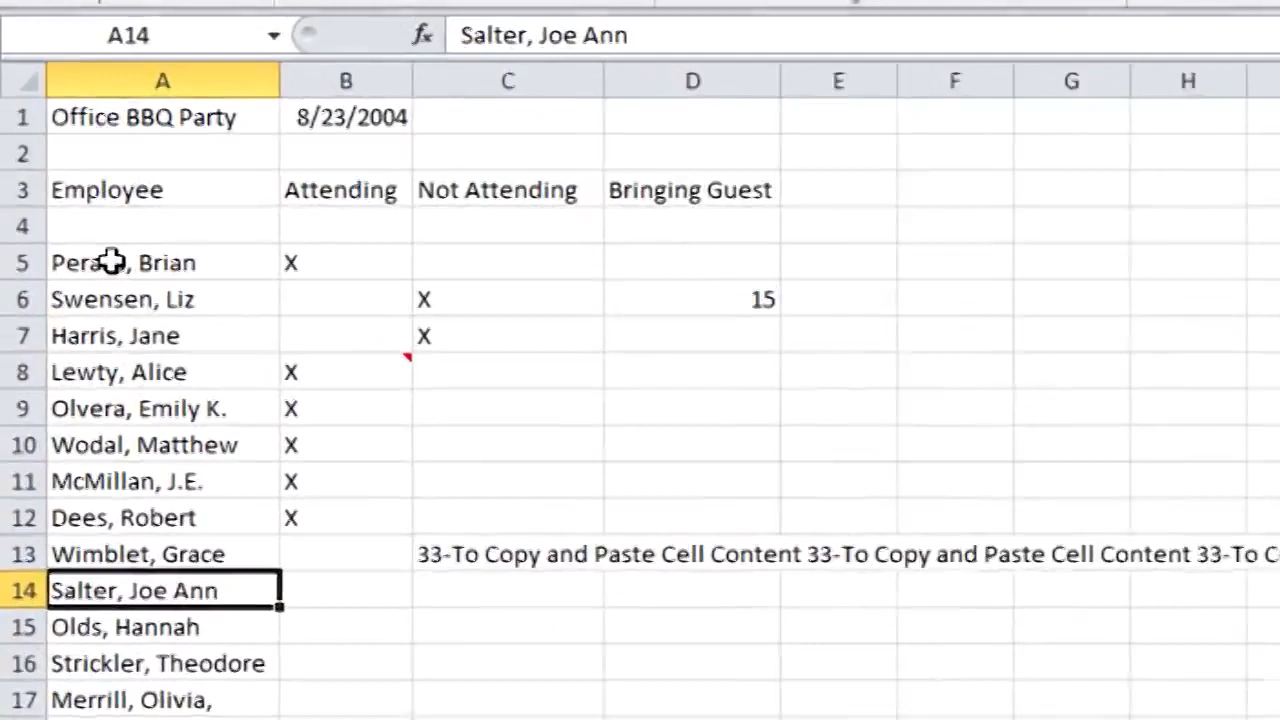 A14 fx Salter, Joe Ann
A B C D E F G H
1 Office BBQ Party 8/23/2004
2
3 Employee Attending Not Attending Bringing Guest
4
5 Brian X
6 Swensen, Liz X 15
7 Harris, Jane X
8 Lewty, Alice X
9 Olvera, Emily K. X
10 Wodal, Matthew X
11 McMillan, J.E. X
12 Dees, Robert X
13 Wimblet, Grace 33-To Copy and Paste Cell Content 33-To Copy and Paste Cell Content 33-To C
14 Salter, Joe Ann
15 Olds, Hannah
16 Strickler, Theodore
17 Merrill, Olivia,